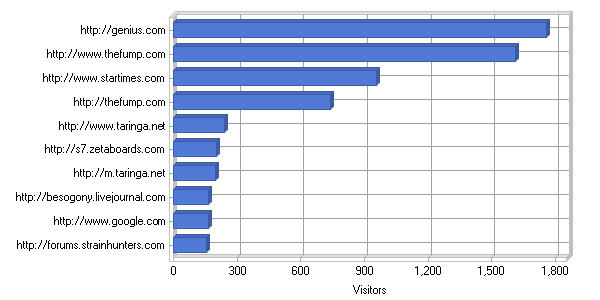 http://genius.com
http://www.thefump.com
http://www.startimes.com
http://thefump.com
http://www.taringa.net
http://s7.zetaboards.com
http://m.taringa.net
http://besogony.livejournal.com
http://www.google.com
http://forums.strainhunters.com
0 300 600 900 1,200 1,500 1,800
Visitors